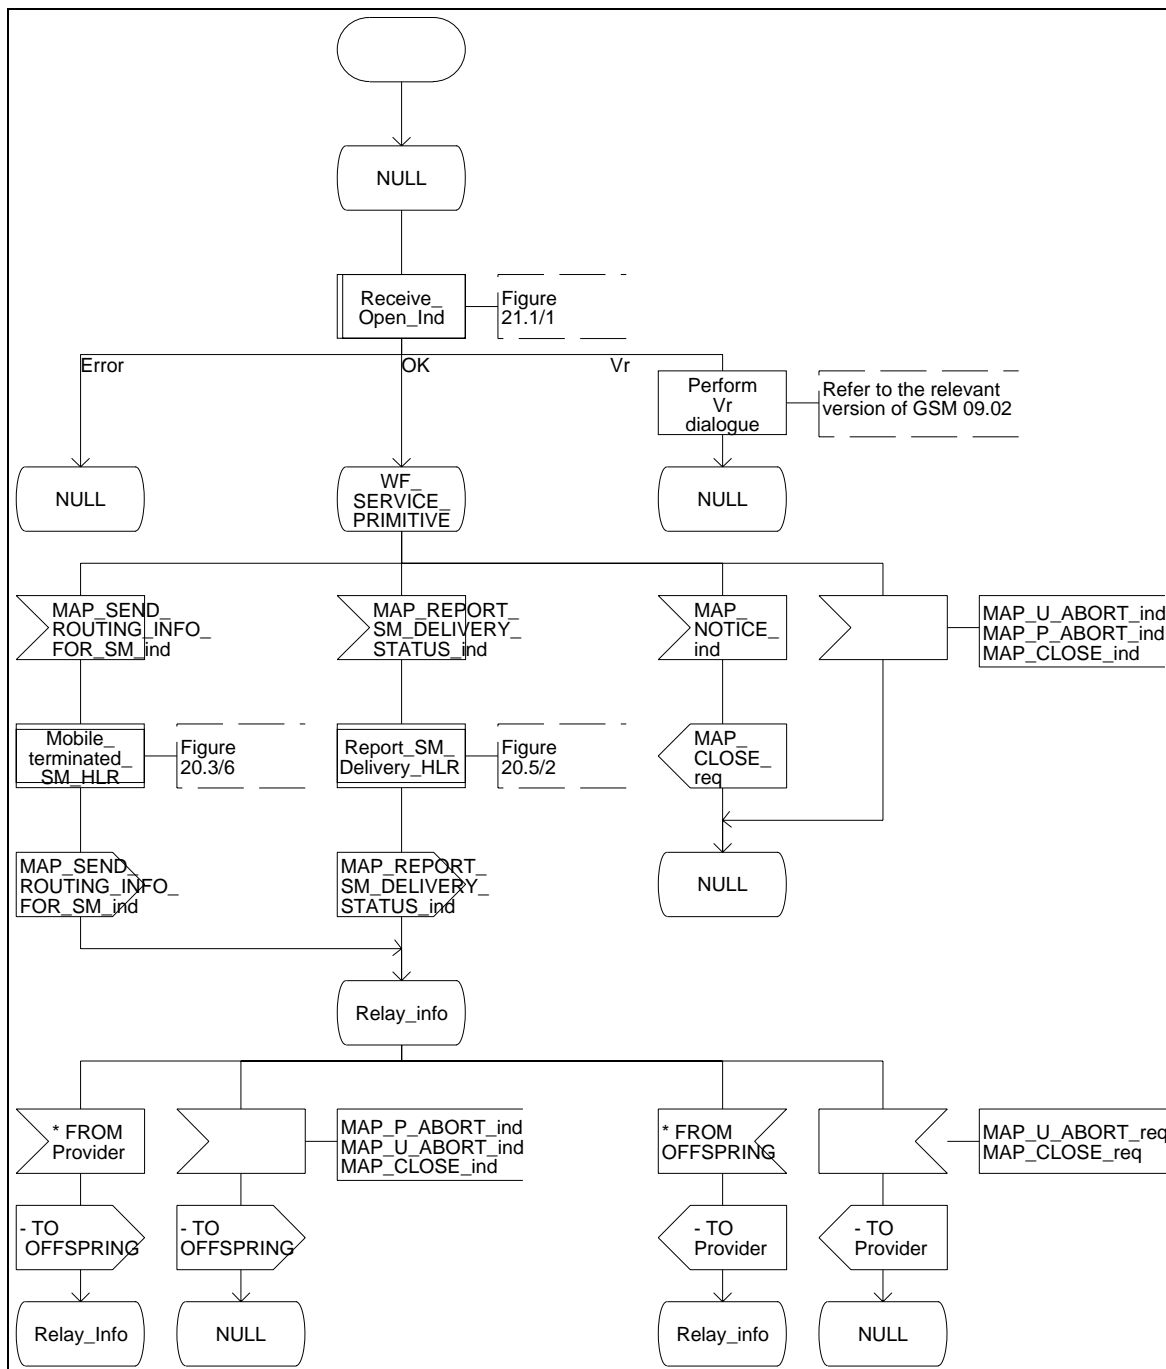 NULL
Receive_
Open_Ind
Figure
21.1/1
Error
OK
Vr
Perform
Vr
dialogue
Refer to the relevant
version of GSM 09.02
NULL
WF_
SERVICE_
PRIMITIVE
NULL
MAP_SEND_
ROUTING_INFO_
FOR_SM_ind
MAP_REPORT_
SM_DELIVERY_
STATUS_ind
MAP_
NOTICE_
ind
MAP_U_ABORT_ind
MAP_P_ABORT_ind
MAP_CLOSE_ind
Mobile_
terminated_
SM_HLR
Figure
20.3/6
Report_SM_
Delivery_HLR
Figure
20.5/2
MAP_
CLOSE_
req
MAP_SEND_
ROUTING_INFO_
FOR_SM_ind
MAP_REPORT_
SM_DELIVERY_
STATUS_ind
NULL
Relay_info
* FROM
Provider
MAP_P_ABORT_ind
MAP_U_ABORT_ind
MAP_CLOSE_ind
* FROM
OFFSPRING
MAP_U_ABORT_req
MAP_CLOSE_req
- TO
OFFSPRING
- TO
OFFSPRING
- TO
Provider
- TO
Provider
Relay_Info
NULL
Relay_info
NULL